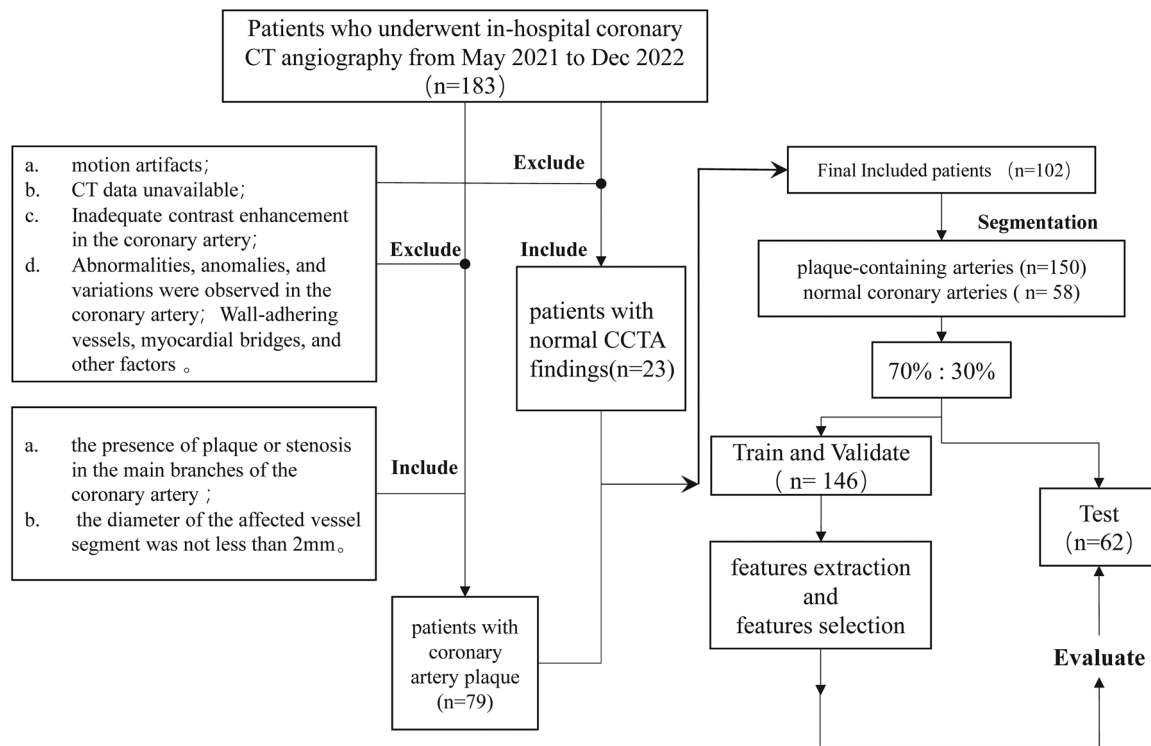 Patients who underwent in-hospital coronary
CT angiography from May 2021 to Dec 2022
(n=183)
a. motion artifacts;
b. CT data unavailable;
c. Inadequate contrast enhancement
in the coronary artery;
d. Abnormalities, anomalies, and
variations were observed in the
coronary artery; Wall-adhering
vessels, myocardial bridges, and
other factors 。
Exclude
Exclude
Include
patients with
normal CCTA
findings(n=23)
a. the presence of plaque or stenosis
in the main branches of the
coronary artery ;
b. the diameter of the affected vessel
segment was not less than 2mm。
Include
patients with
coronary
artery plaque
(n=79)
Final Included patients (n=102)
Segmentation
plaque-containing arteries (n=150)
normal coronary arteries ( n= 58)
70% : 30%
Train and Validate
( n= 146)
features extraction
and
features selection
Test
(n=62)
Evaluate